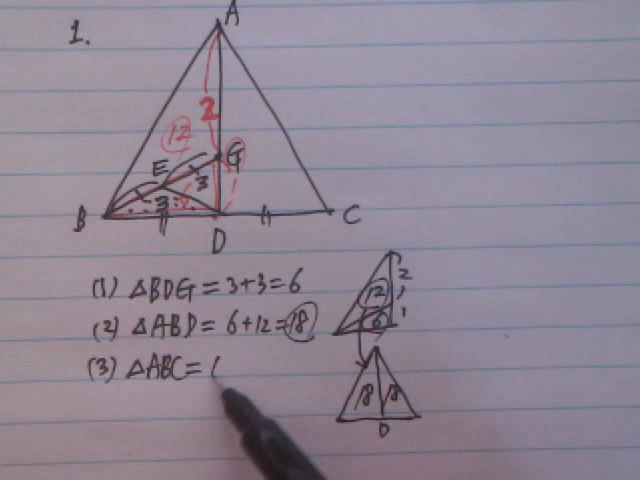 1.
A
2
12
G
E
3
1
3
B
D
C
(1) △BDG = 3+3 = 6
(2) △ABD = 6+12 = 18
(3) △ABC = 1
2
12
1
6
18 18
D